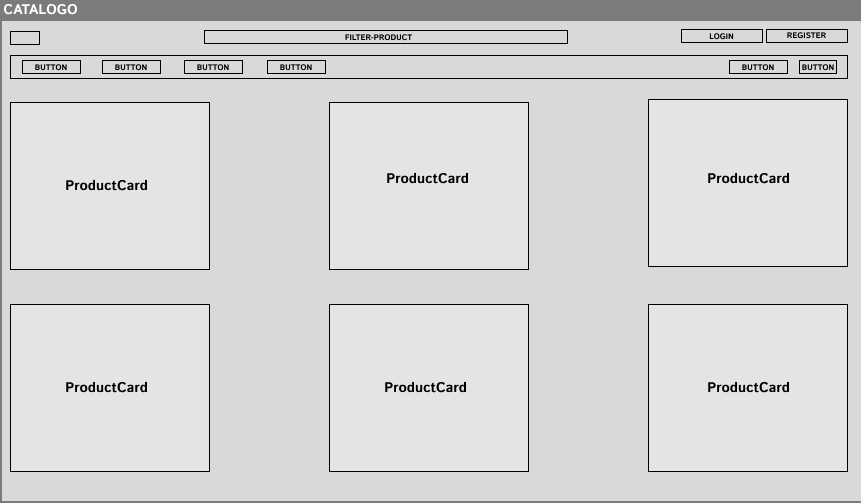 CATALOGO
FILTER-PRODUCT
LOGIN
REGISTER
BUTTON
BUTTON
BUTTON
BUTTON
BUTTON
BUTTON
ProductCard
ProductCard
ProductCard
ProductCard
ProductCard
ProductCard